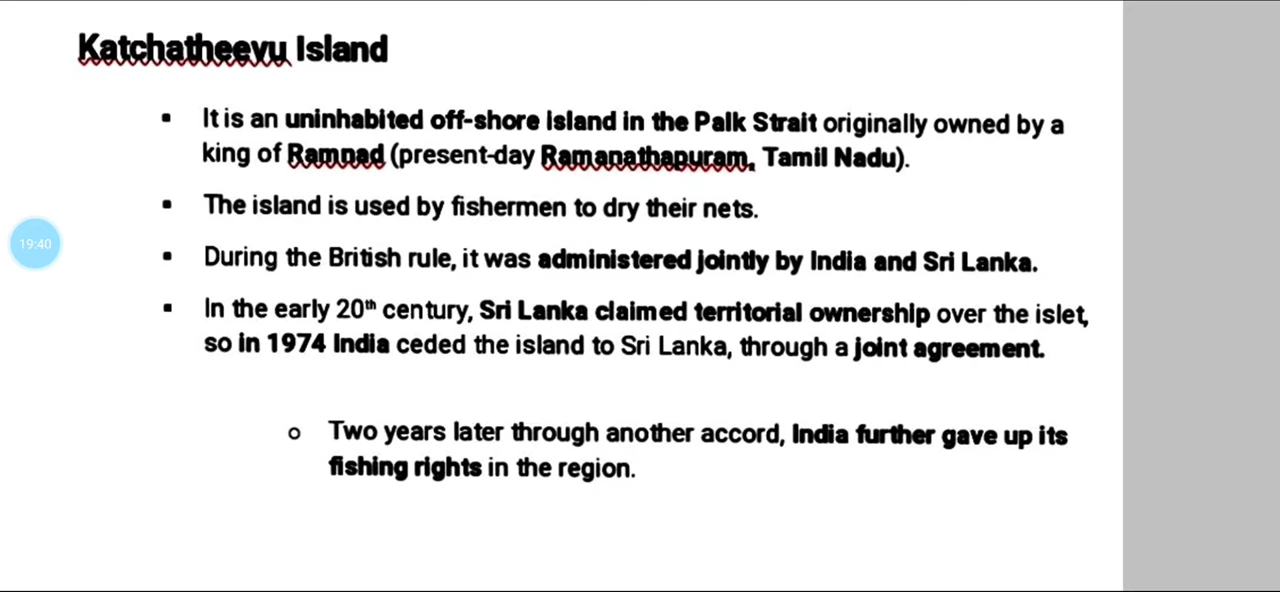 Katchatheevu Island
▪ It is an uninhabited off-shore island in the Palk Strait originally owned by a
king of Ramnad (present-day Ramanathapuram, Tamil Nadu).
▪ The island is used by fishermen to dry their nets.
19:40
▪ During the British rule, it was administered jointly by India and Sri Lanka.
▪ In the early 20th century, Sri Lanka claimed territorial ownership over the islet,
so in 1974 India ceded the island to Sri Lanka, through a joint agreement.
o Two years later through another accord, India further gave up its
fishing rights in the region.